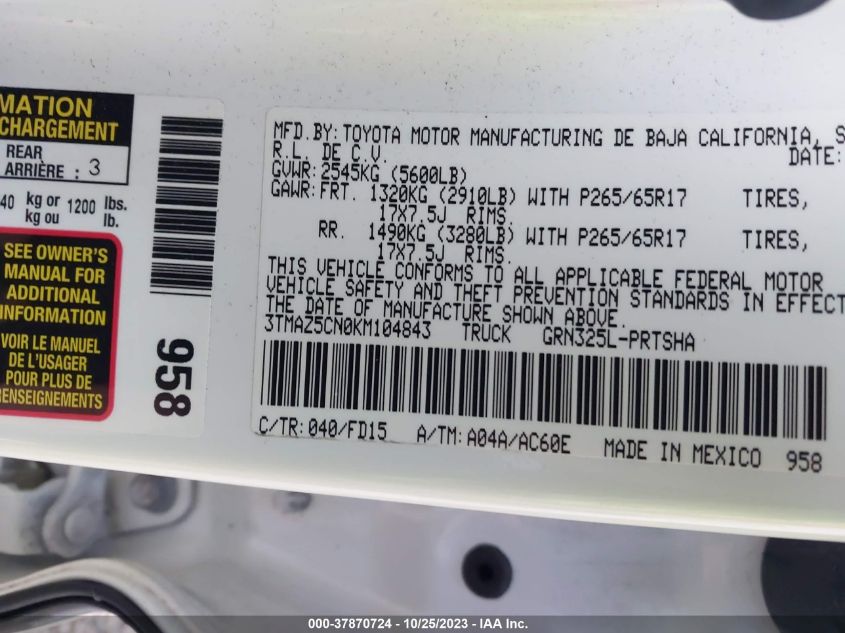 MATION
CHARGEMENT
REAR
ARRIÈRE : 3
40 kg or 1200 lbs.
kg ou lb.
SEE OWNER'S
MANUAL FOR
ADDITIONAL
INFORMATION
VOIR LE MANUEL
DE L'USAGER
POUR PLUS DE
RENSEIGNEMENTS
958
MFD.BY:TOYOTA MOTOR MANUFACTURING DE BAJA CALIFORNIA, S
R.L. DE C.V. DATE:
GVWR:2545KG (5600LB)
GAWR:FRT. 1320KG (2910LB) WITH P265/65R17 TIRES,
17X7.5J RIMS.
RR. 1490KG (3280LB) WITH P265/65R17 TIRES,
17X7.5J RIMS.
THIS VEHICLE CONFORMS TO ALL APPLICABLE FEDERAL MOTOR
VEHICLE SAFETY AND THEFT PREVENTION STANDARDS IN EFFECT
THE DATE OF MANUFACTURE SHOWN ABOVE.
3TMAZ5CN0KM104843 TRUCK GRN325L-PRTSHA
C/TR:040/FD15 A/TM:A04A/AC60E MADE IN MEXICO 958
000-37870724 - 10/25/2023 - IAA Inc.